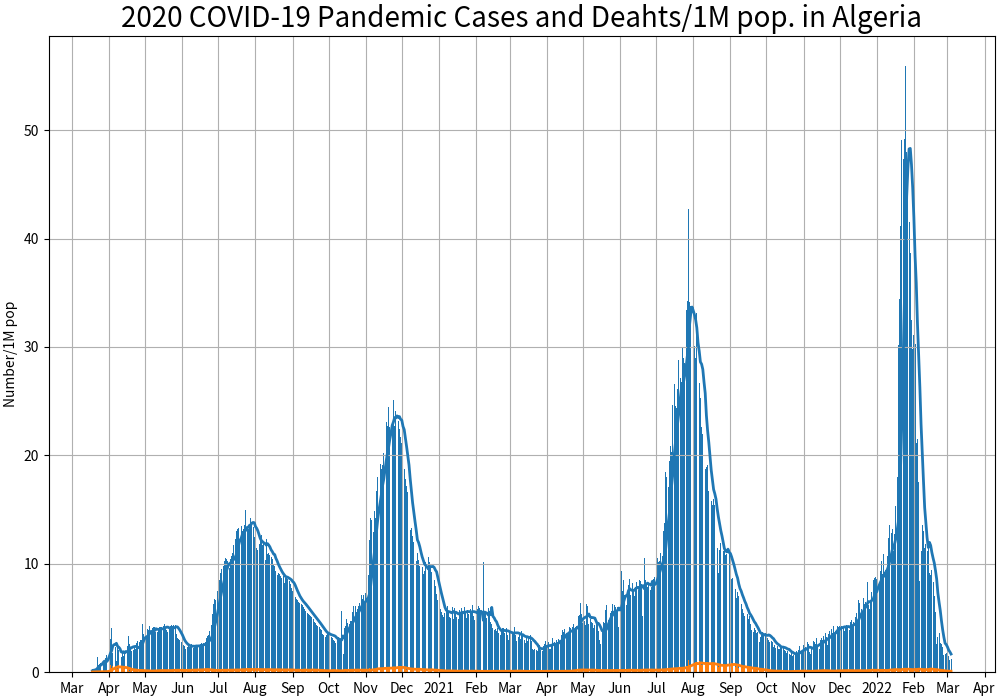 2020 COVID-19 Pandemic Cases and Deahts/1M pop. in Algeria
Number/1M pop
50
40
30
20
10
0
Mar Apr May Jun Jul Aug Sep Oct Nov Dec 2021 Feb Mar Apr May Jun Jul Aug Sep Oct Nov Dec 2022 Feb Mar Apr